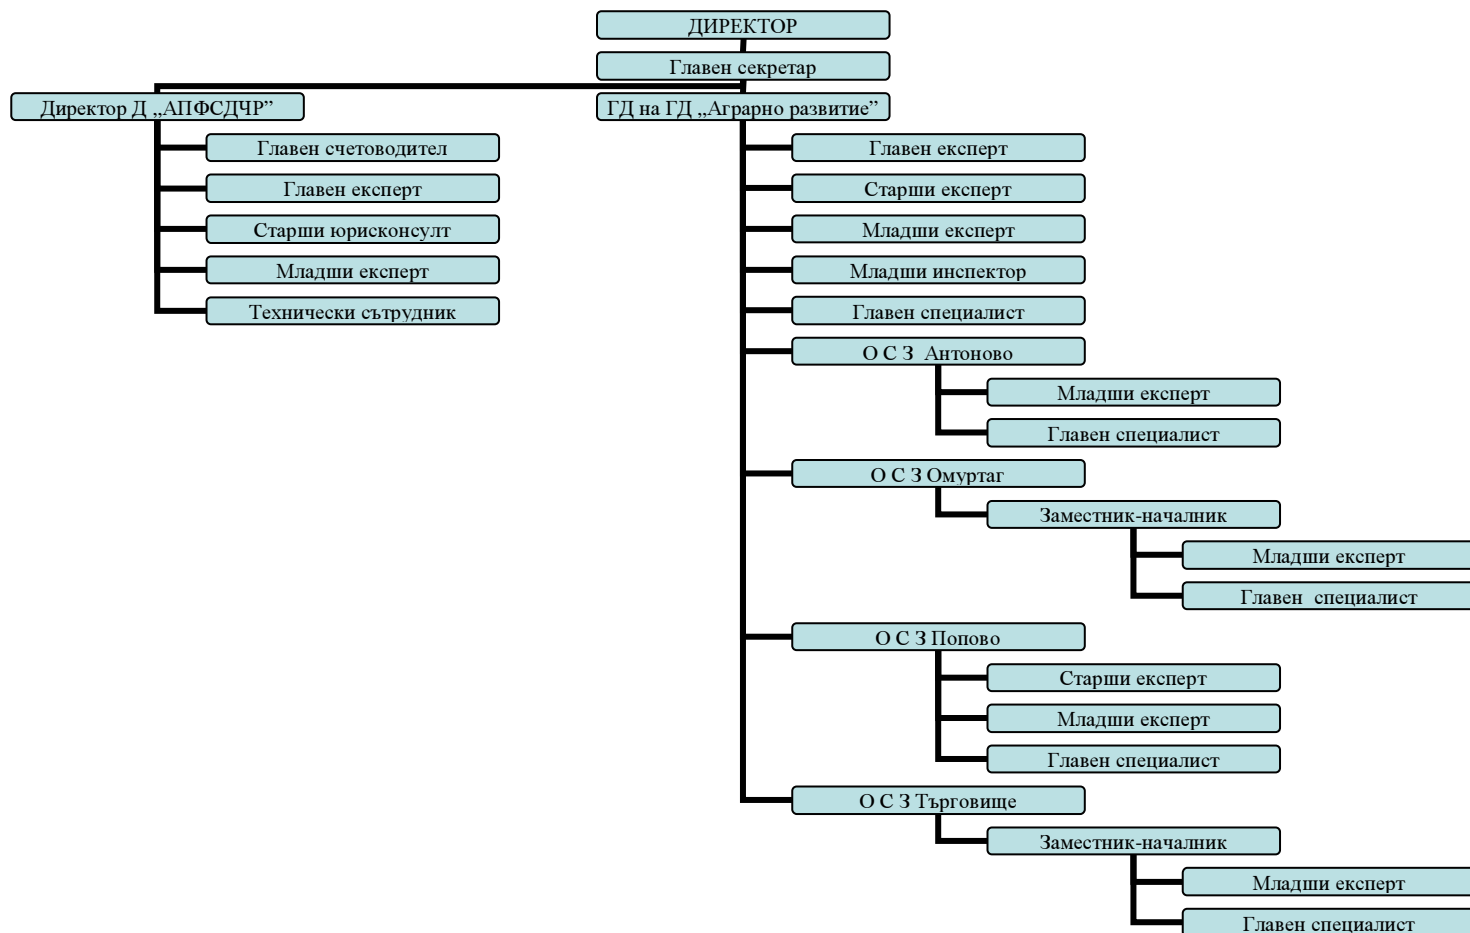 ДИРЕКТОР
Главен секретар
Директор Д „АПФСДЧР”
ГД на ГД „Аграрно развитие”
Главен счетоводител
Главен експерт
Старши юрисконсулт
Младши експерт
Технически сътрудник
Главен експерт
Старши експерт
Младши експерт
Младши инспектор
Главен специалист
О С З  Антоново
Младши експерт
Главен специалист
О С З Омуртаг
Заместник-началник
Младши експерт
Главен  специалист
О С З Попово
Старши експерт
Младши експерт
Главен специалист
О С З Търговище
Заместник-началник
Младши експерт
Главен специалист